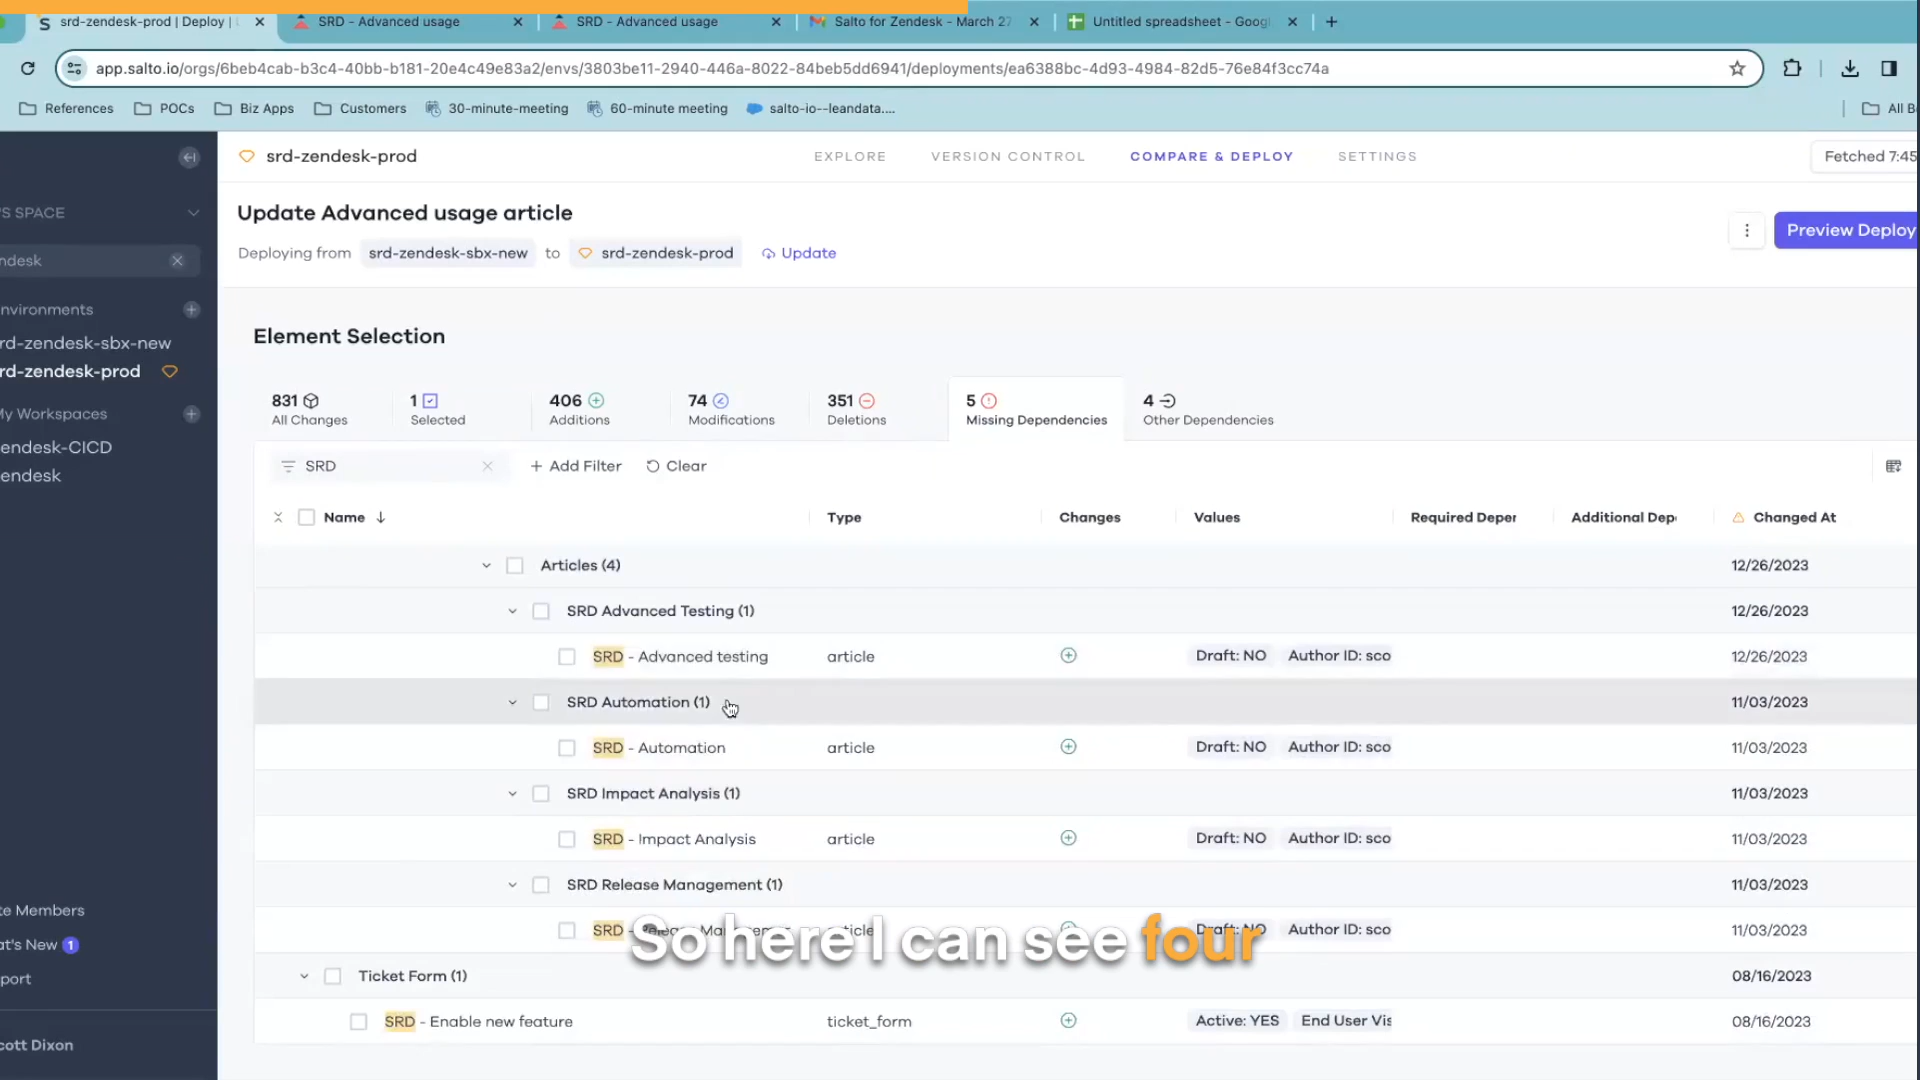 srd-zendesk-prod | Deploy |
SRD - Advanced usage
SRD - Advanced usage
Salto for Zendesk - March 27
Untitled spreadsheet - Goog
app.salto.io/orgs/6beb4cab-b3c4-40bb-b181-20e4c49e83a2/envs/3803be11-2940-446a-8022-84beb5dd6941/deployments/ea6388bc-4d93-4984-82d5-76e84f3cc74a
References
POCs
Biz Apps
Customers
30-minute-meeting
60-minute meeting
salto-io--leandata....
All B
srd-zendesk-prod
EXPLORE
VERSION CONTROL
COMPARE & DEPLOY
SETTINGS
Fetched 7:45
'S SPACE
ndesk
nvironments
rd-zendesk-sbx-new
rd-zendesk-prod
My Workspaces
endesk-CICD
endesk
te Members
at's New 1
port
cott Dixon
Update Advanced usage article
Deploying from srd-zendesk-sbx-new to srd-zendesk-prod Update
Preview Deploy
Element Selection
831 All Changes
1 Selected
406 Additions
74 Modifications
351 Deletions
5 Missing Dependencies
4 Other Dependencies
SRD
+ Add Filter
Clear
Name Type Changes Values Required Deper Additional Dep Changed At
Articles (4) 12/26/2023
SRD Advanced Testing (1) 12/26/2023
SRD - Advanced testing article Draft: NO Author ID: sco 12/26/2023
SRD Automation (1) 11/03/2023
SRD - Automation article Draft: NO Author ID: sco 11/03/2023
SRD Impact Analysis (1) 11/03/2023
SRD - Impact Analysis article Draft: NO Author ID: sco 11/03/2023
SRD Release Management (1) 11/03/2023
SRD - Author ID: sco 11/03/2023
So here I can see four
Ticket Form (1) 08/16/2023
SRD - Enable new feature ticket_form Active: YES End User Vis 08/16/2023